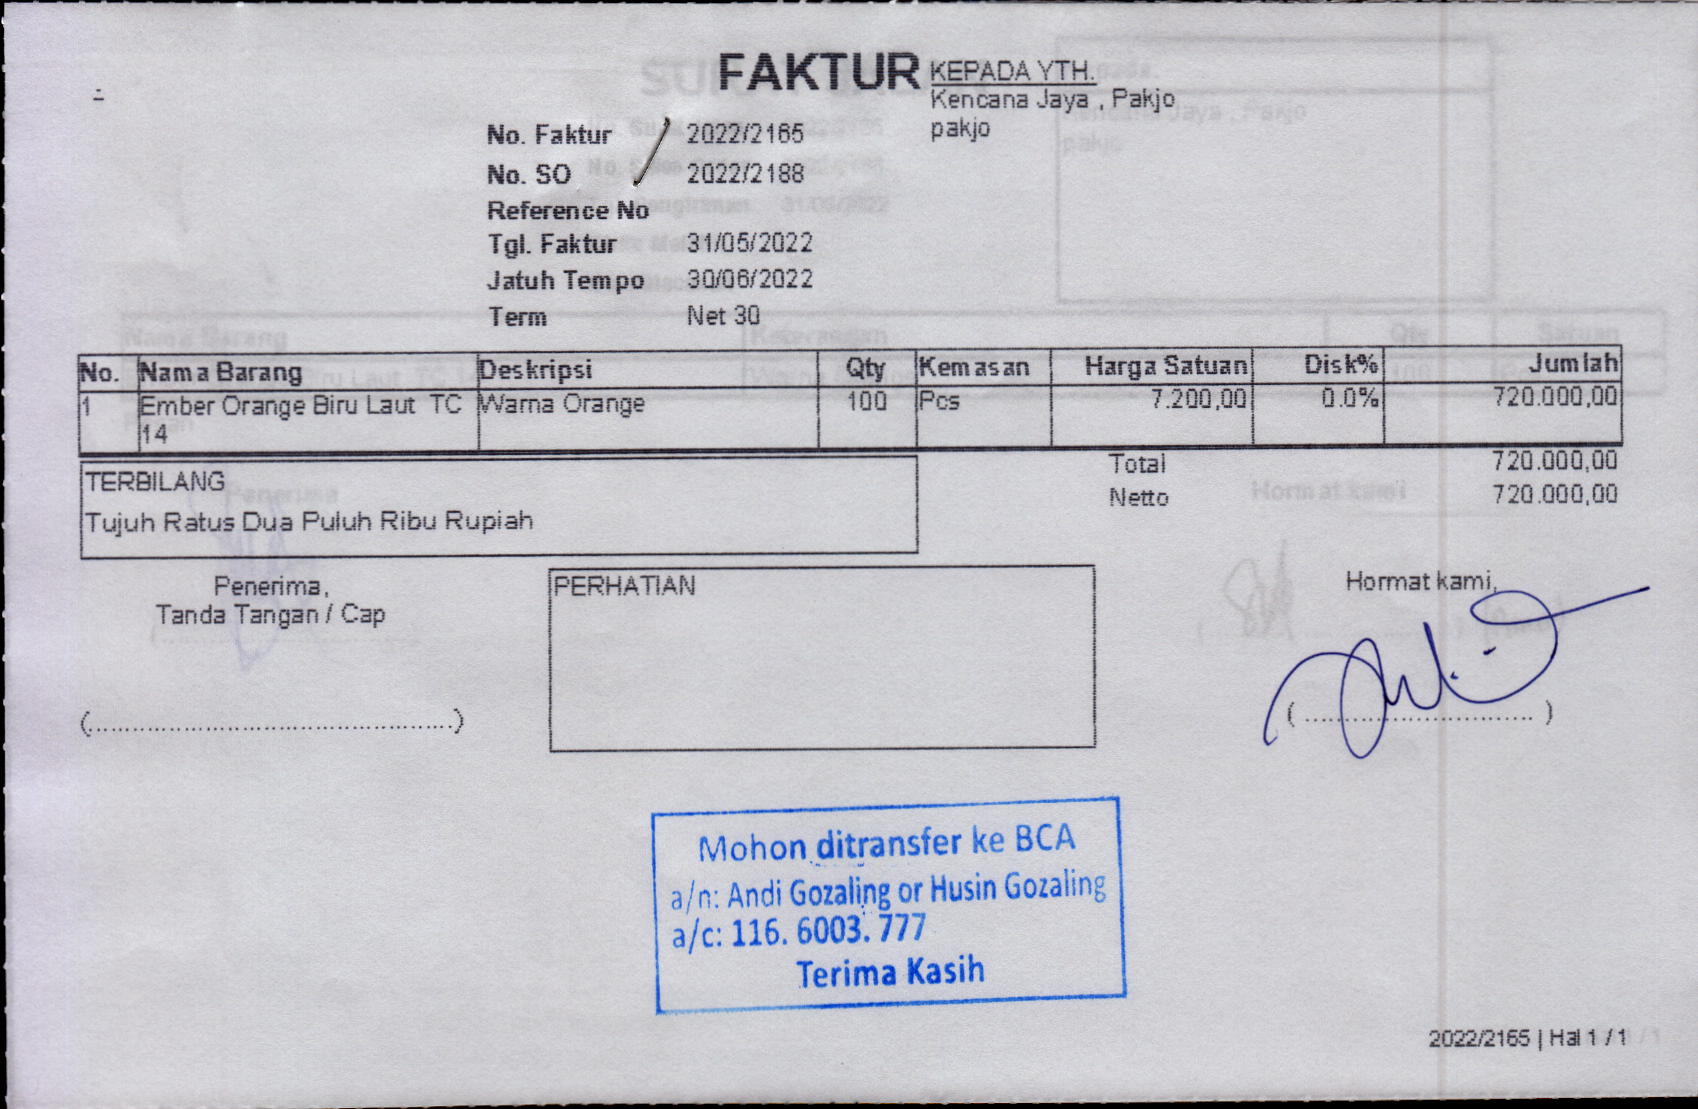 FAKTUR
KEPADA YTH.
Kencana Jaya , Pakjo
pakjo
No. Faktur 2022/2165
No. SO 2022/2188
Reference No
Tgl. Faktur 31/05/2022
Jatuh Tempo 30/06/2022
Term Net 30
No. Nama Barang Deskripsi Qty Kemasan Harga Satuan Disk% Jumlah
1 Ember Orange Biru Laut TC Warna Orange 100 Pcs 7.200,00 0.0% 720.000,00
14
Total 720.000,00
Netto 720.000,00
TERBILANG
Tujuh Ratus Dua Puluh Ribu Rupiah
Penerima,
Tanda Tangan / Cap
(..............................................)
PERHATIAN
Hormat kami,
( .............................. )
Mohon ditransfer ke BCA
a/n: Andi Gozaling or Husin Gozaling
a/c: 116. 6003. 777
Terima Kasih
2022/2165 | Hal 1 / 1